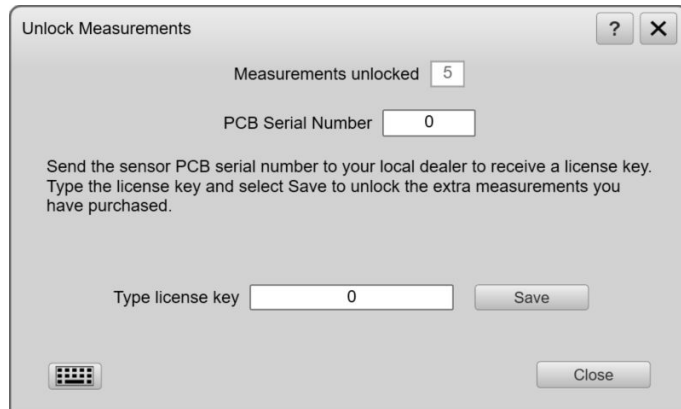 Unlock Measurements ?
Measurements unlocked 5
PCB Serial Number 0
Send the sensor PCB serial number to your local dealer to receive a license key.
Type the license key and select Save to unlock the extra measurements you
have purchased.
Type license key 0 Save
Close